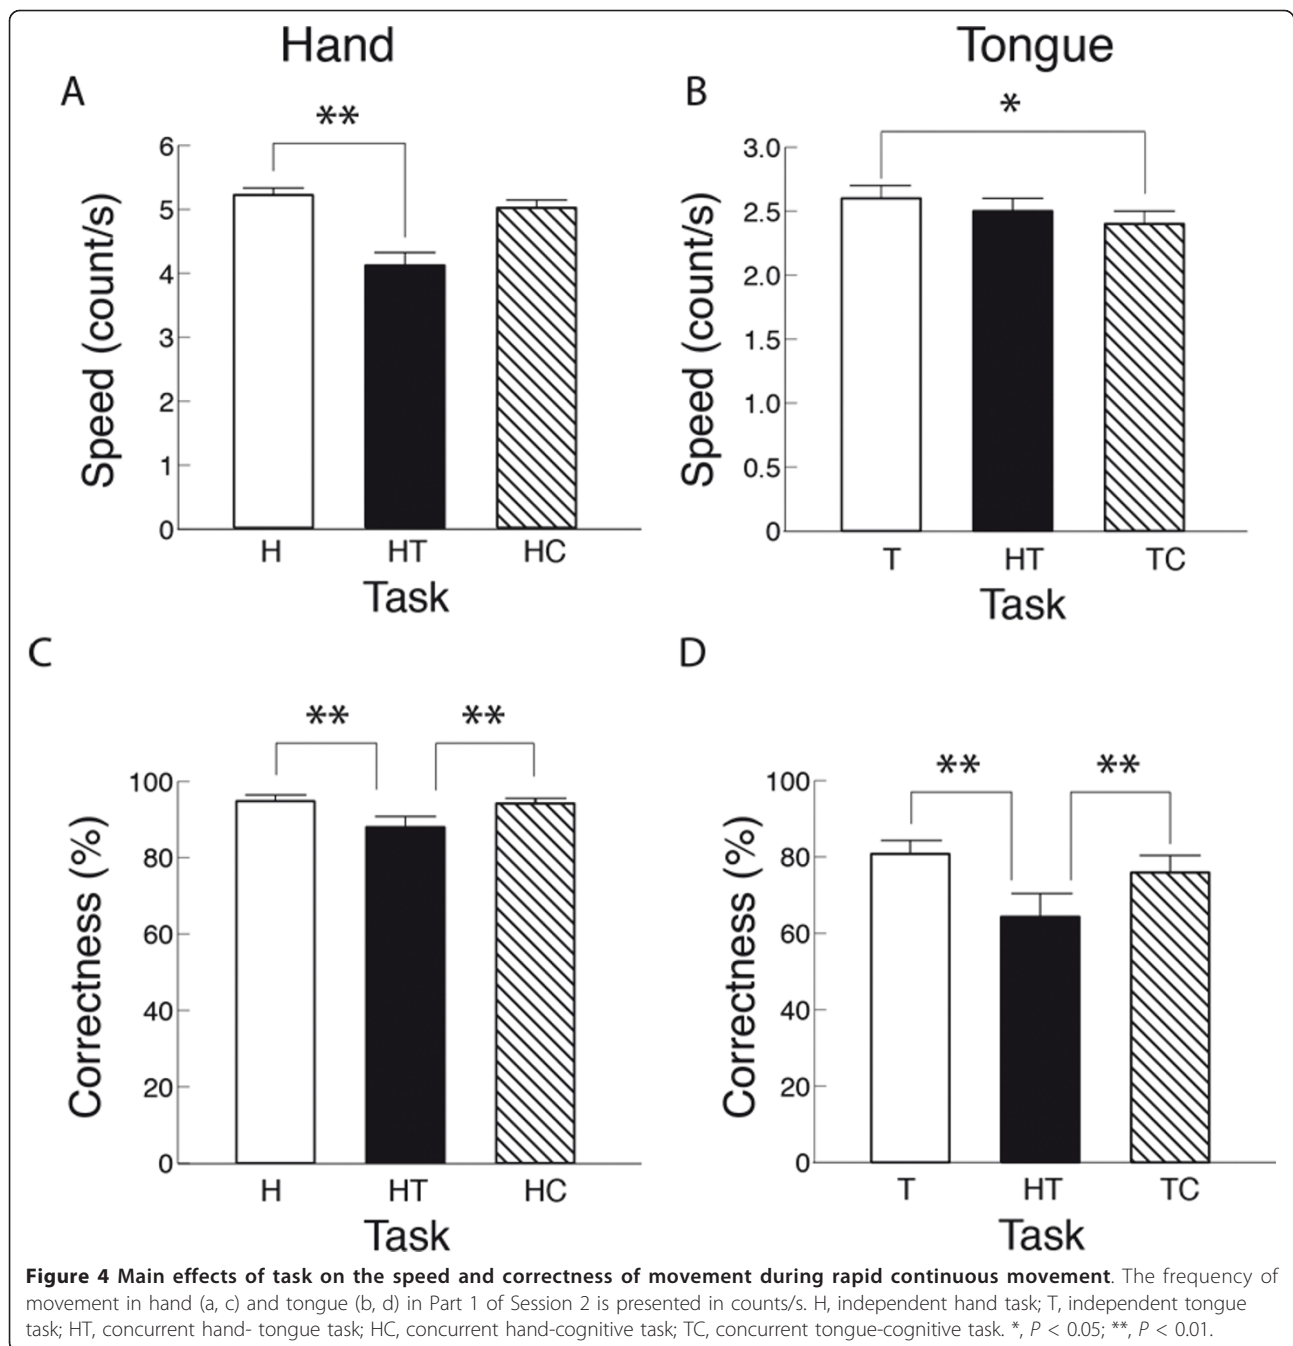 Hand
Tongue
A
**
6
5
4
3
2
1
0
Speed (count/s)
H HT HC
Task
B
*
3.0
2.5
2.0
1.5
1.0
0.5
0
Speed (count/s)
T HT TC
Task
C
** **
100
80
60
40
20
0
Correctness (%)
H HT HC
Task
D
** **
100
80
60
40
20
0
Correctness (%)
T HT TC
Task
Figure 4 Main effects of task on the speed and correctness of movement during rapid continuous movement. The frequency of
movement in hand (a, c) and tongue (b, d) in Part 1 of Session 2 is presented in counts/s. H, independent hand task; T, independent tongue
task; HT, concurrent hand- tongue task; HC, concurrent hand-cognitive task; TC, concurrent tongue-cognitive task. *, P < 0.05; **, P < 0.01.